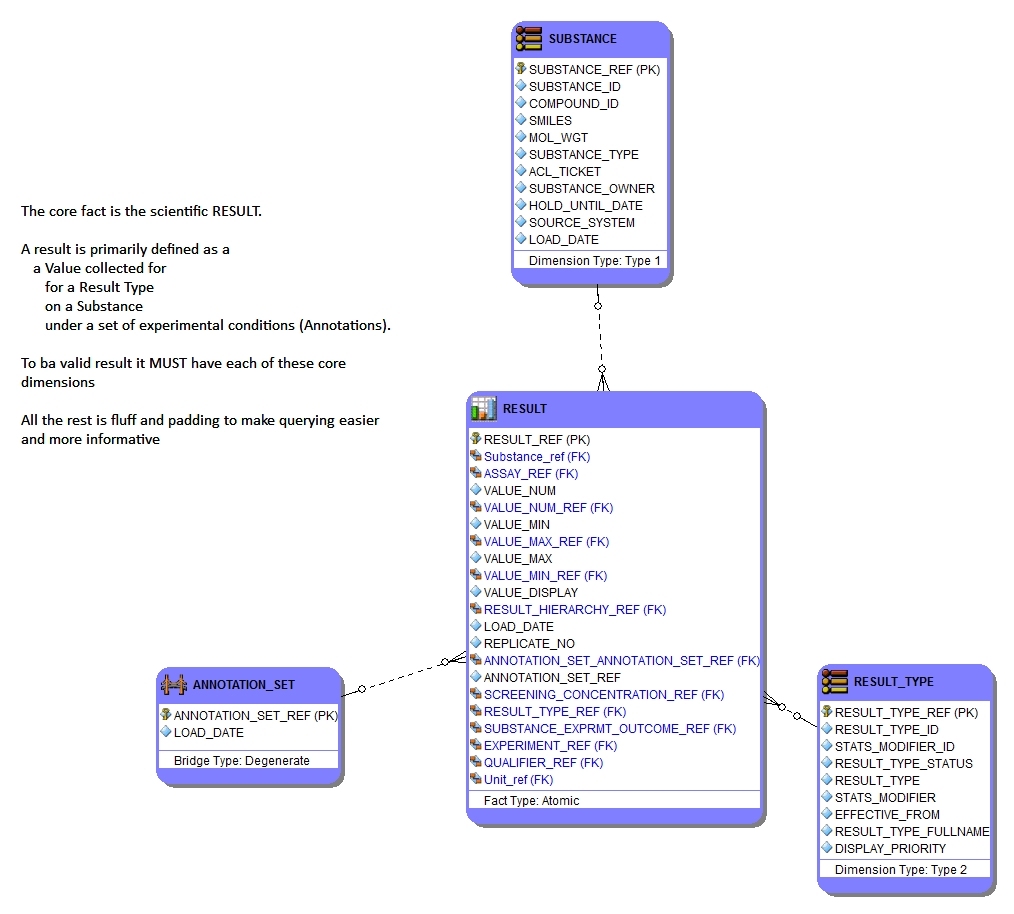 SUBSTANCE
SUBSTANCE_REF (PK)
SUBSTANCE_ID
COMPOUND_ID
SMILES
MOL_WGT
SUBSTANCE_TYPE
ACL_TICKET
SUBSTANCE_OWNER
HOLD_UNTIL_DATE
SOURCE_SYSTEM
LOAD_DATE
Dimension Type: Type 1
The core fact is the scientific RESULT.
A result is primarily defined as a
a Value collected for
for a Result Type
on a Substance
under a set of experimental conditions (Annotations).
To ba valid result it MUST have each of these core
dimensions
All the rest is fluff and padding to make querying easier
and more informative
RESULT
RESULT_REF (PK)
Substance_ref (FK)
ASSAY_REF (FK)
VALUE_NUM
VALUE_NUM_REF (FK)
VALUE_MIN
VALUE_MAX_REF (FK)
VALUE_MAX
VALUE_MIN_REF (FK)
VALUE_DISPLAY
RESULT_HIERARCHY_REF (FK)
LOAD_DATE
REPLICATE_NO
ANNOTATION_SET_ANNOTATION_SET_REF (FK)
ANNOTATION_SET_REF
SCREENING_CONCENTRATION_REF (FK)
RESULT_TYPE_REF (FK)
SUBSTANCE_EXPRMT_OUTCOME_REF (FK)
EXPERIMENT_REF (FK)
QUALIFIER_REF (FK)
Unit_ref (FK)
Fact Type: Atomic
ANNOTATION_SET
ANNOTATION_SET_REF (PK)
LOAD_DATE
Bridge Type: Degenerate
RESULT_TYPE
RESULT_TYPE_REF (PK)
RESULT_TYPE_ID
STATS_MODIFIER_ID
RESULT_TYPE_STATUS
RESULT_TYPE
STATS_MODIFIER
EFFECTIVE_FROM
RESULT_TYPE_FULLNAME
DISPLAY_PRIORITY
Dimension Type: Type 2